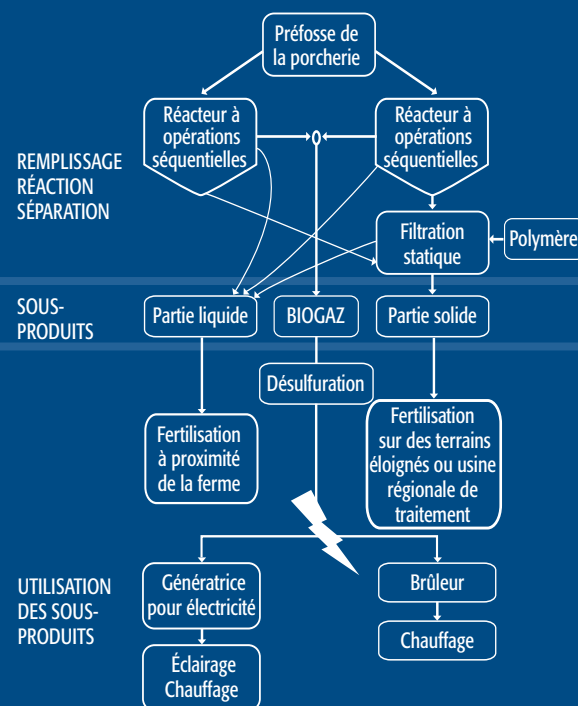 Préfosse de
la porcherie
Réacteur à
opérations
séquentielles
Réacteur à
opérations
séquentielles
REMPLISSAGE
RÉACTION
SÉPARATION
Filtration
statique
Polymère
SOUS-
PRODUITS
Partie liquide
BIOGAZ
Partie solide
Désulfuration
Fertilisation
à proximité
de la ferme
Fertilisation
sur des terrains
éloignés ou usine
régionale de
traitement
UTILISATION
DES SOUS-
PRODUITS
Génératrice
pour électricité
Brûleur
Éclairage
Chauffage
Chauffage